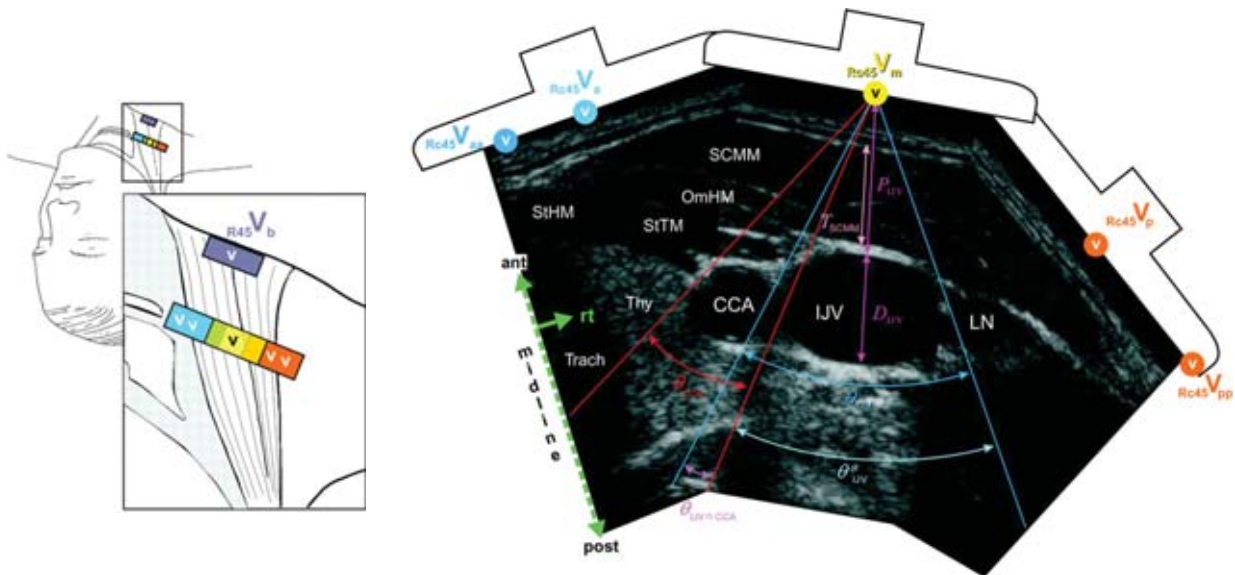 R45Vb
V
V V
V
V V
Rc45Vaa
V
Rc45Va
V
Rc45Vm
V
Rc45Vp
V
Rc45Vpp
V
SCMM
OmHM
StHM
StTM
Thy
CCA
IJV
LN
Trach
PIJV
TSCMM
DIJV
ant
rt
midline
post
θIJV∩CCA